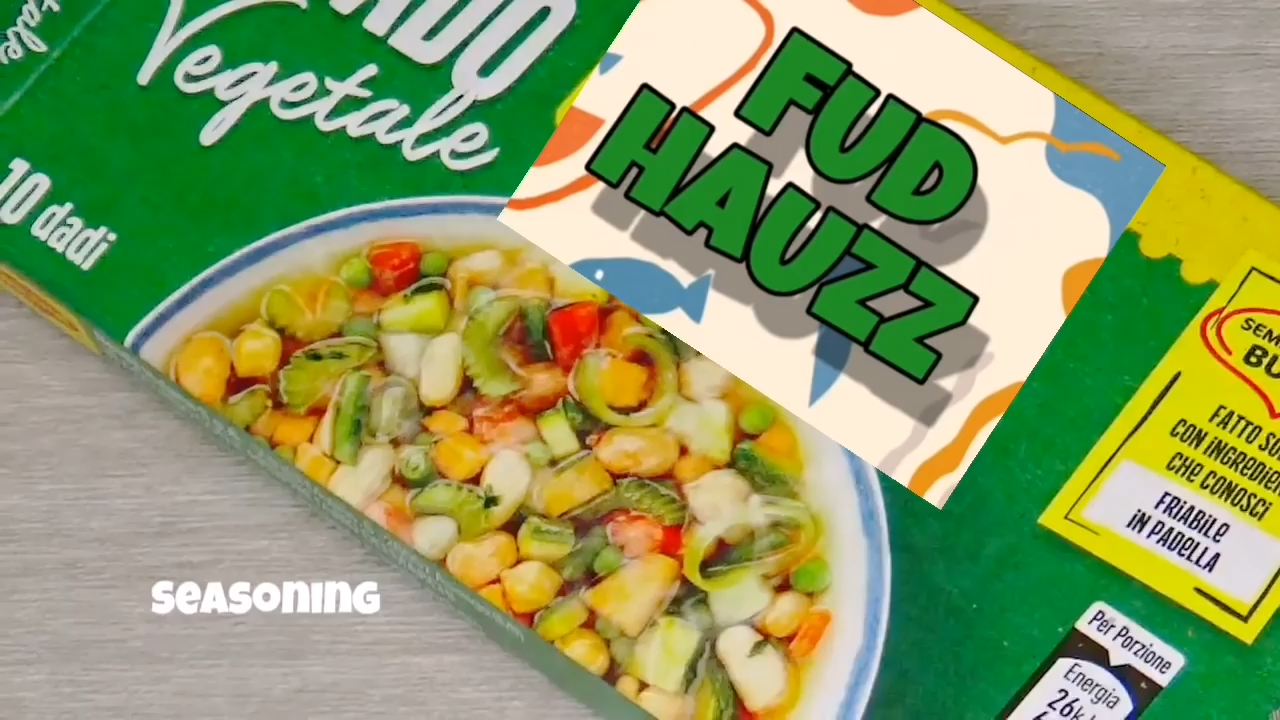 Vegetale
10 dadi
FUD
HAUZZ
FATTO
CON iNGREDIEN
CHE CONOSCI
FRiABiLE
iN PADELLA
Per Porzione
Energia
SEASONING